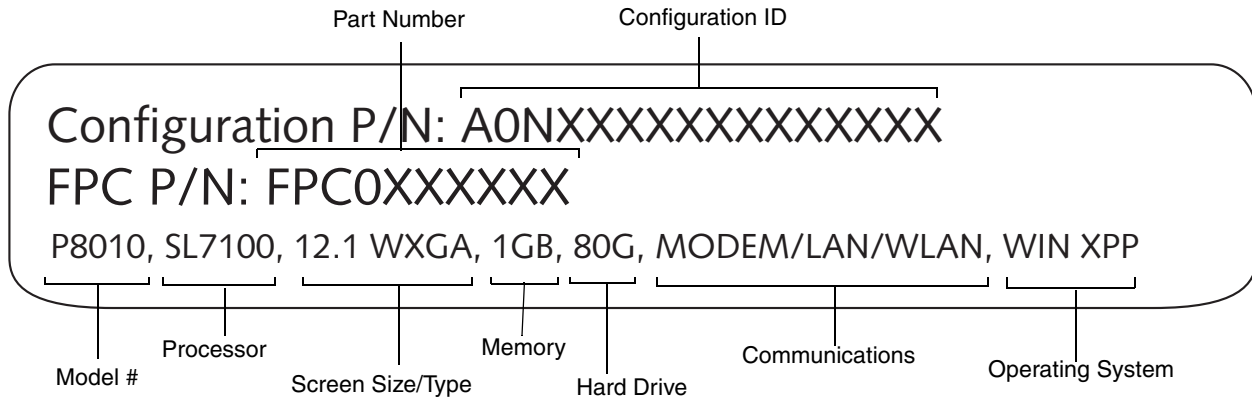 Part Number
Configuration ID
Configuration P/N: A0NXXXXXXXXXXXXX
FPC P/N: FPC0XXXXXX
P8010, SL7100, 12.1 WXGA, 1GB, 80G, MODEM/LAN/WLAN, WIN XPP
Model #
Processor
Screen Size/Type
Memory
Hard Drive
Communications
Operating System